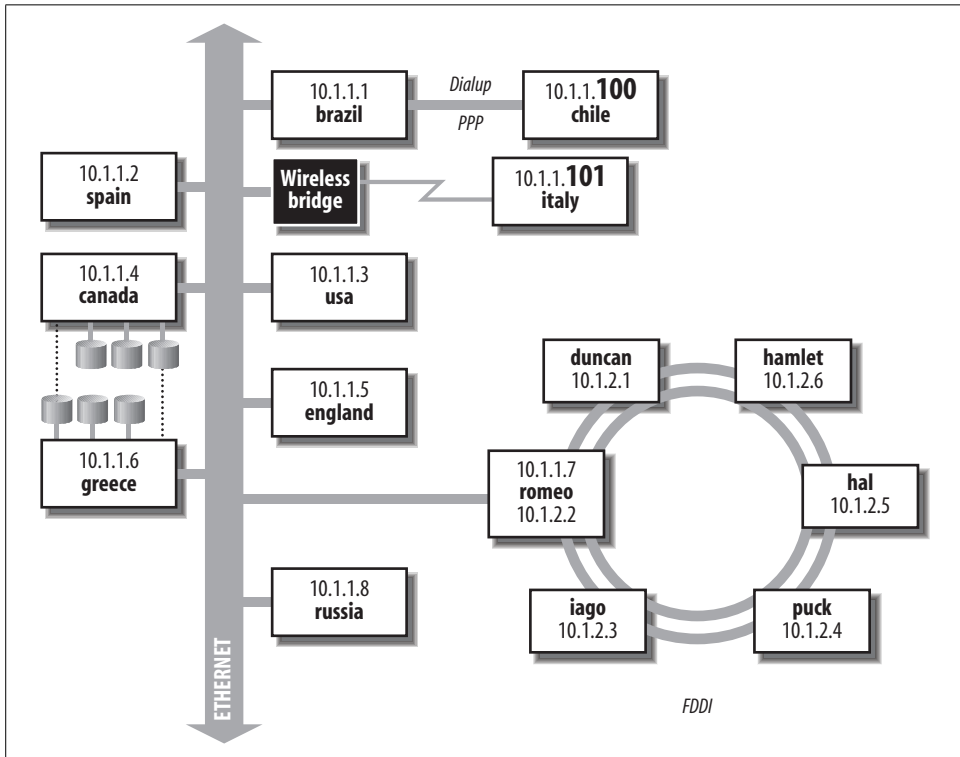 10.1.1.1
brazil
Dialup
PPP
10.1.1.100
chile
10.1.1.2
spain
Wireless
bridge
10.1.1.101
italy
10.1.1.4
canada
10.1.1.3
usa
10.1.1.5
england
10.1.1.6
greece
duncan
10.1.2.1
hamlet
10.1.2.6
10.1.1.7
romeo
10.1.2.2
hal
10.1.2.5
10.1.1.8
russia
iago
10.1.2.3
puck
10.1.2.4
ETHERNET
FDDI